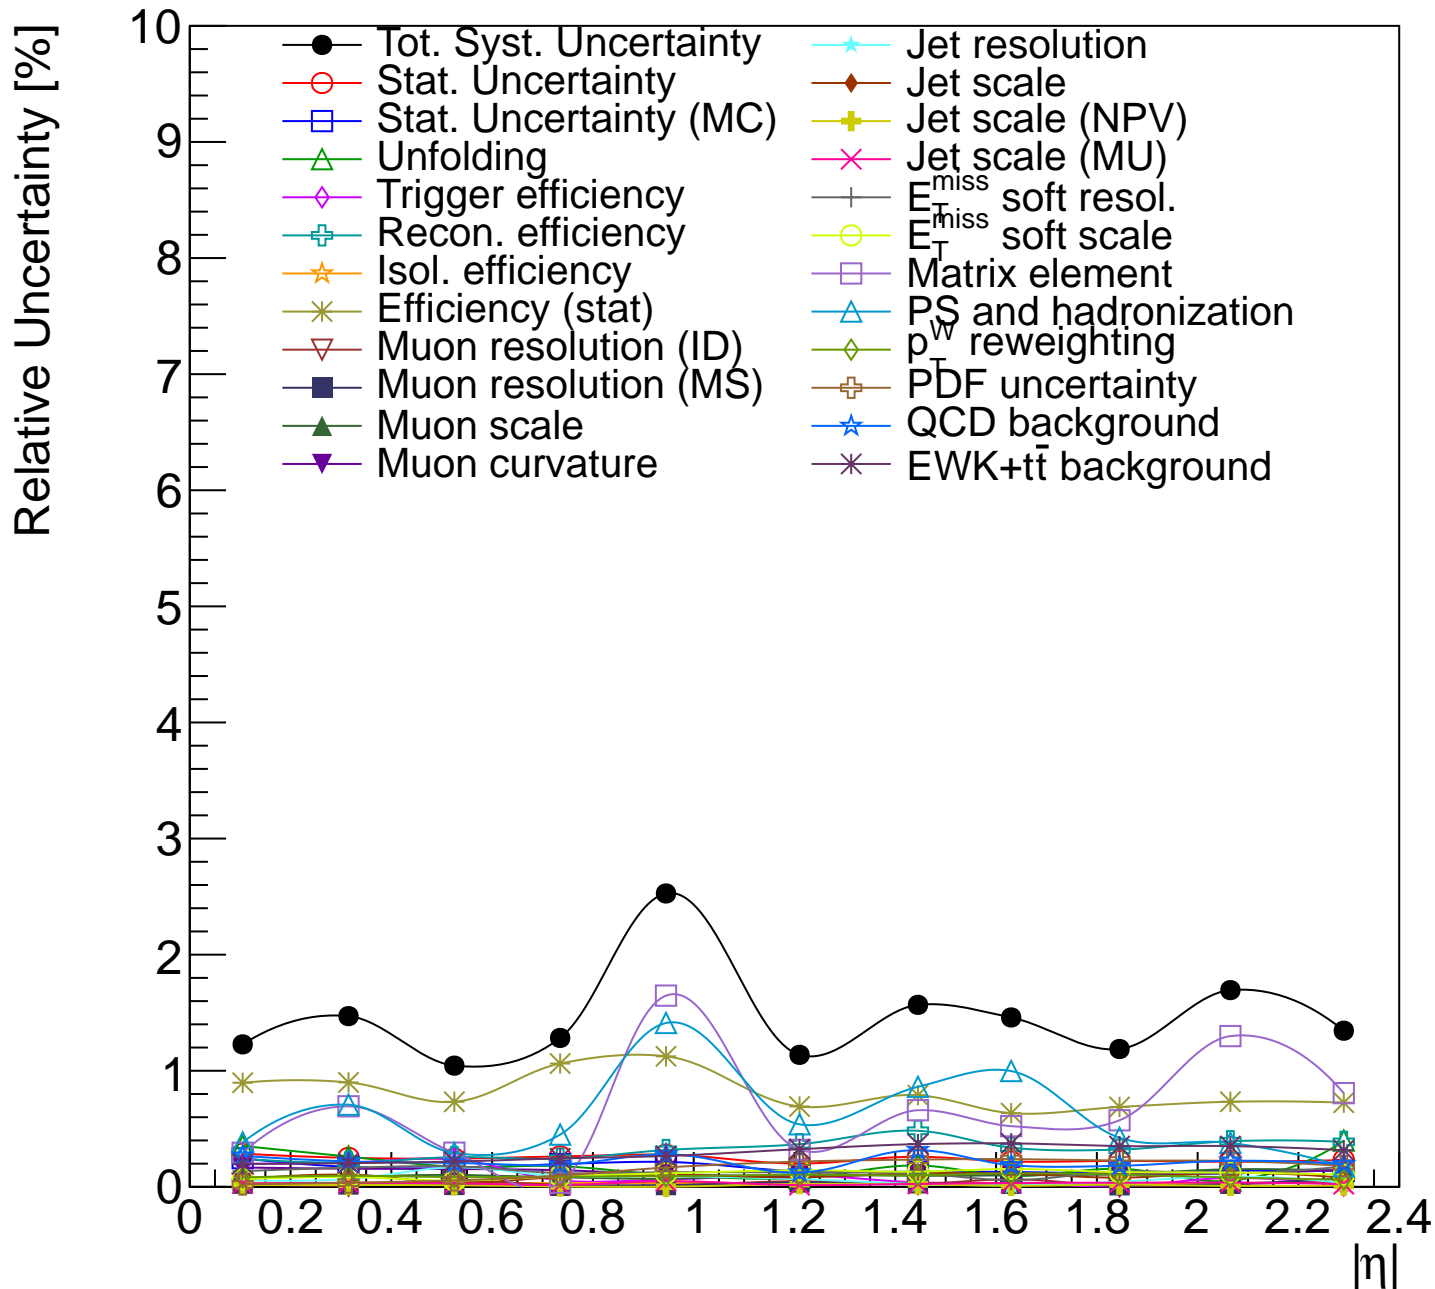 Relative Uncertainty [%]
10
9
8
7
6
5
4
3
2
1
0
Tot. Syst. Uncertainty
Stat. Uncertainty
Stat. Uncertainty (MC)
Unfolding
Trigger efficiency
Recon. efficiency
Isol. efficiency
Efficiency (stat)
Muon resolution (ID)
Muon resolution (MS)
Muon scale
Muon curvature
Jet resolution
Jet scale
Jet scale (NPV)
Jet scale (MU)
E_T^miss soft resol.
E_T^miss soft scale
Matrix element
PS and hadronization
p_T^W reweighting
PDF uncertainty
QCD background
EWK+tt̄ background
0 0.2 0.4 0.6 0.8 1 1.2 1.4 1.6 1.8 2 2.2 2.4
|η|